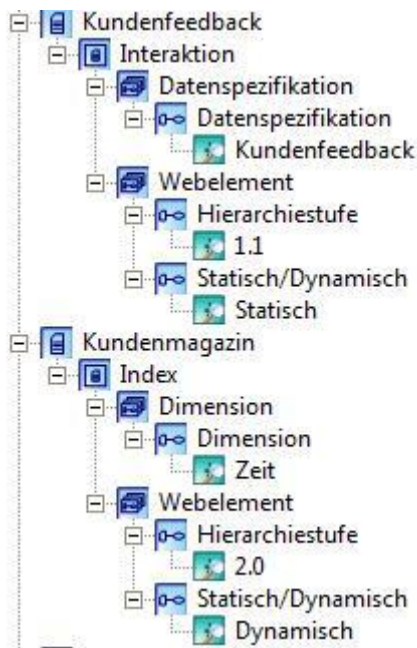 Kundenfeedback
Interaktion
Datenspezifikation
Datenspezifikation
Kundenfeedback
Webelement
Hierarchiestufe
1.1
Statisch/Dynamisch
Statisch
Kundenmagazin
Index
Dimension
Dimension
Zeit
Webelement
Hierarchiestufe
2.0
Statisch/Dynamisch
Dynamisch